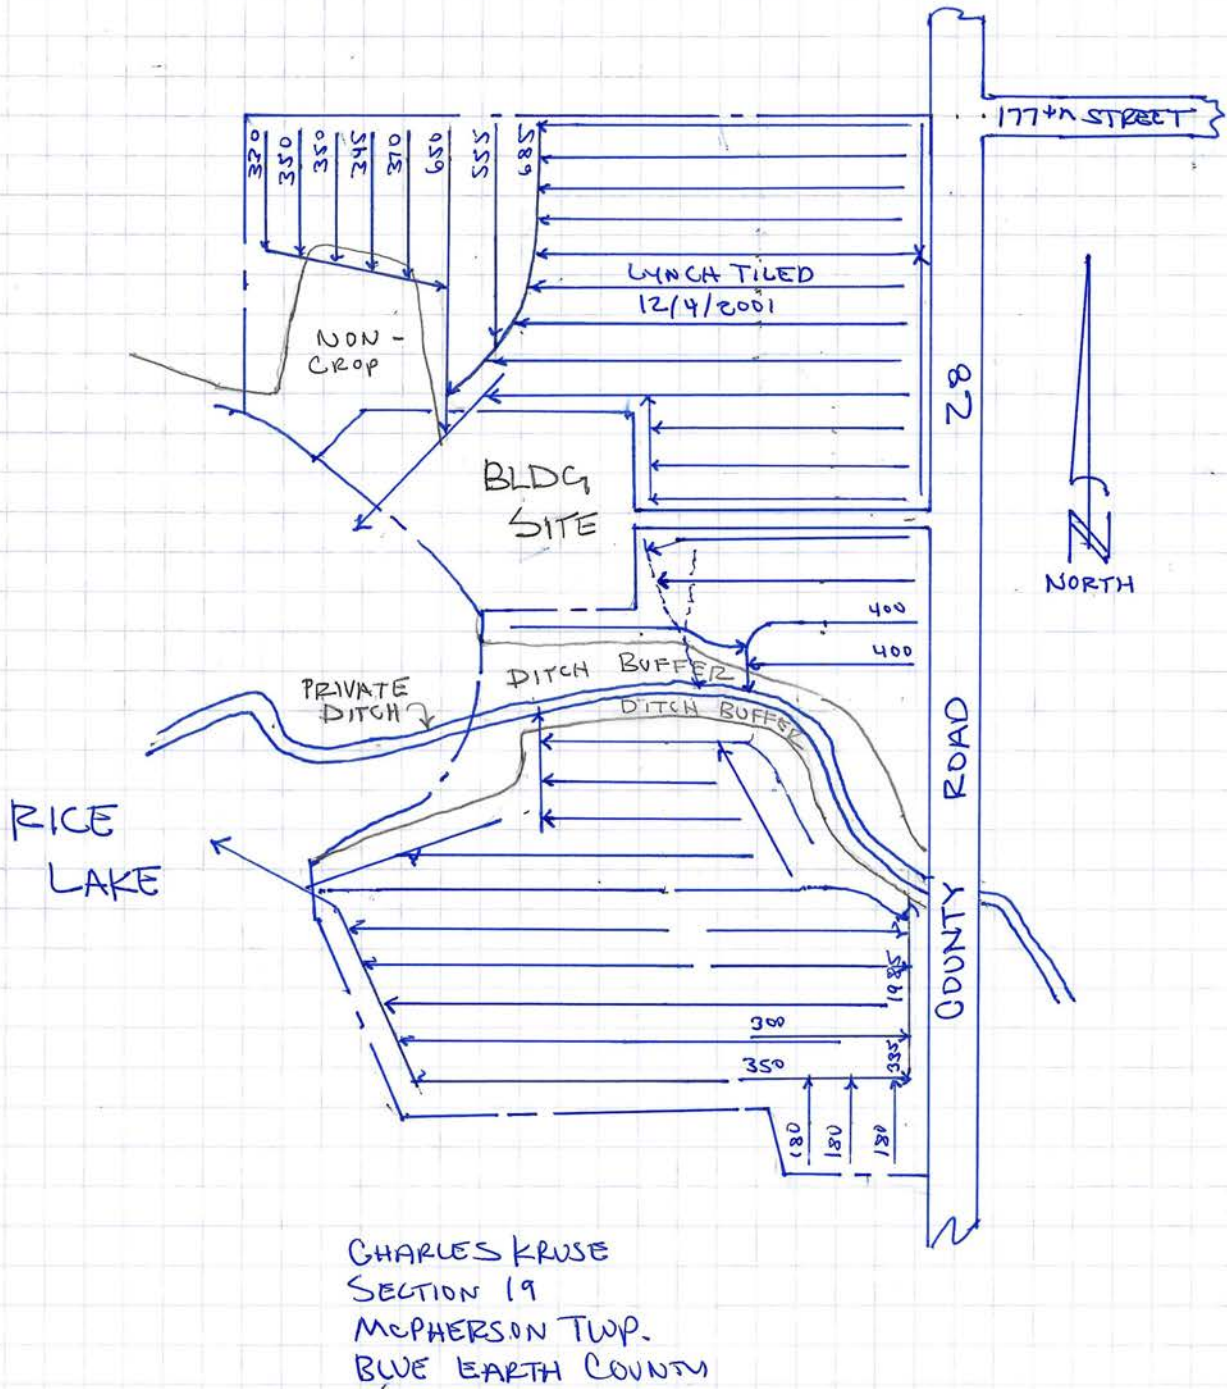 177th STREET
320
350
350
345
370
650
555
685
LYNCH TILED
12/4/2001
NON-
CROP
28
BLDG
SITE
NORTH
400
400
DITCH BUFFER
PRIVATE
DITCH
DITCH BUFFER
ROAD
RICE
LAKE
COUNTY
1985
300
335
350
180
180
180
CHARLES KRUSE
SECTION 19
MCPHERSON TWP.
BLUE EARTH COUNTY